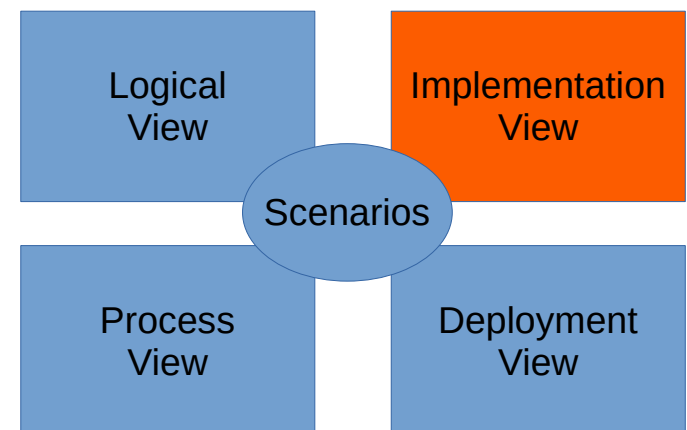 Logical
View
Implementation
View
Scenarios
Process
View
Deployment
View